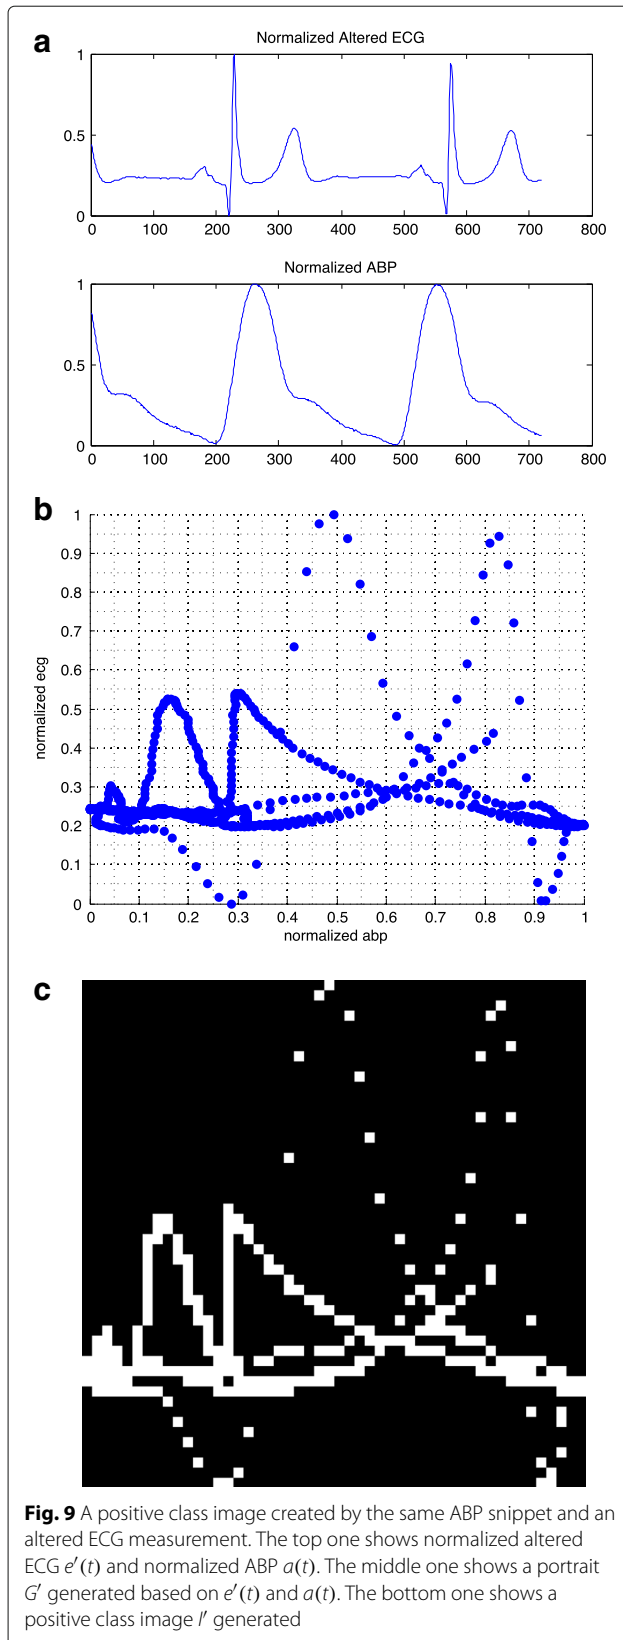 a
Normalized Altered ECG
1
0.5
0
0 100 200 300 400 500 600 700 800
Normalized ABP
1
0.5
0
0 100 200 300 400 500 600 700 800
b
1
0.9
0.8
0.7
0.6
0.5
0.4
0.3
0.2
0.1
0
normalized ecg
0 0.1 0.2 0.3 0.4 0.5 0.6 0.7 0.8 0.9 1
normalized abp
c
Fig. 9 A positive class image created by the same ABP snippet and an
altered ECG measurement. The top one shows normalized altered
ECG e′(t) and normalized ABP a(t). The middle one shows a portrait
G′ generated based on e′(t) and a(t). The bottom one shows a
positive class image I′ generated